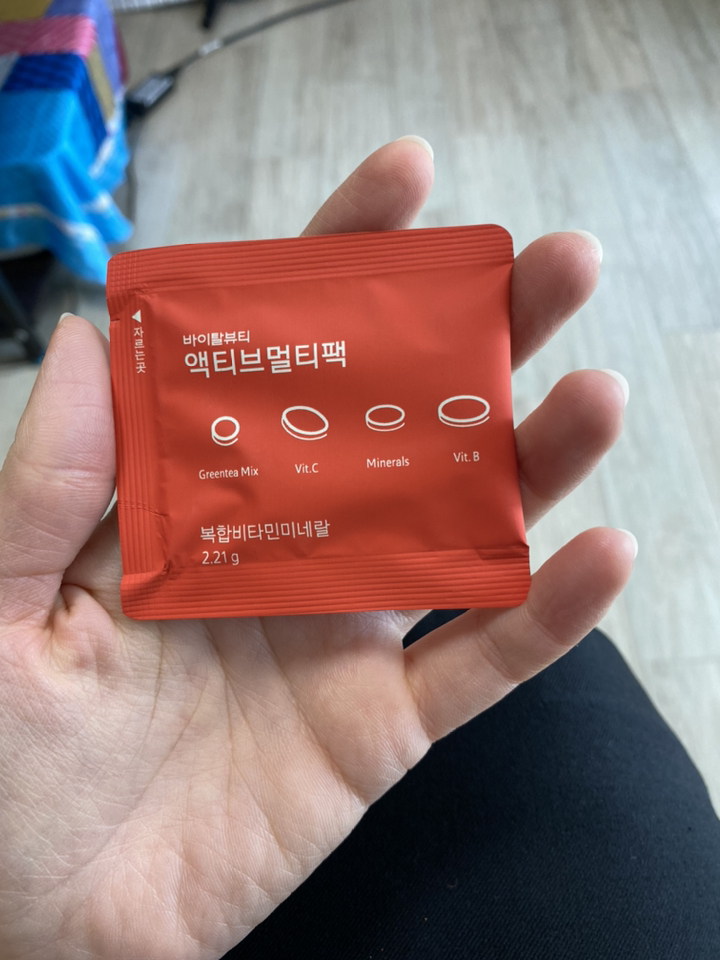 바이탈뷰티
액티브멀티팩
◀자르는곳
Greentea Mix
Vit.C
Minerals
Vit. B
복합비타민미네랄
2.21 g